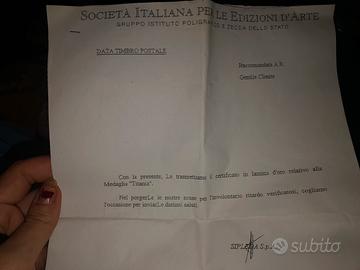 SOCIETÀ ITALIANA PER LE EDIZIONI D'ARTE
GRUPPO ISTITUTO POLIGRAFICO E ZECCA DELLO STATO
DATA TIMBRO POSTALE
Raccomandata A.R.
Gentile Cliente
Con la presente, Le trasmettiamo il certificato in lamina d'oro relativo alla
Medaglia "Titania".
Nel porgerLe le nostre scuse per l'involontario ritardo verificatosi, cogliamo
l'occasione per inviarLe distinti saluti.
S.p.A.
subito